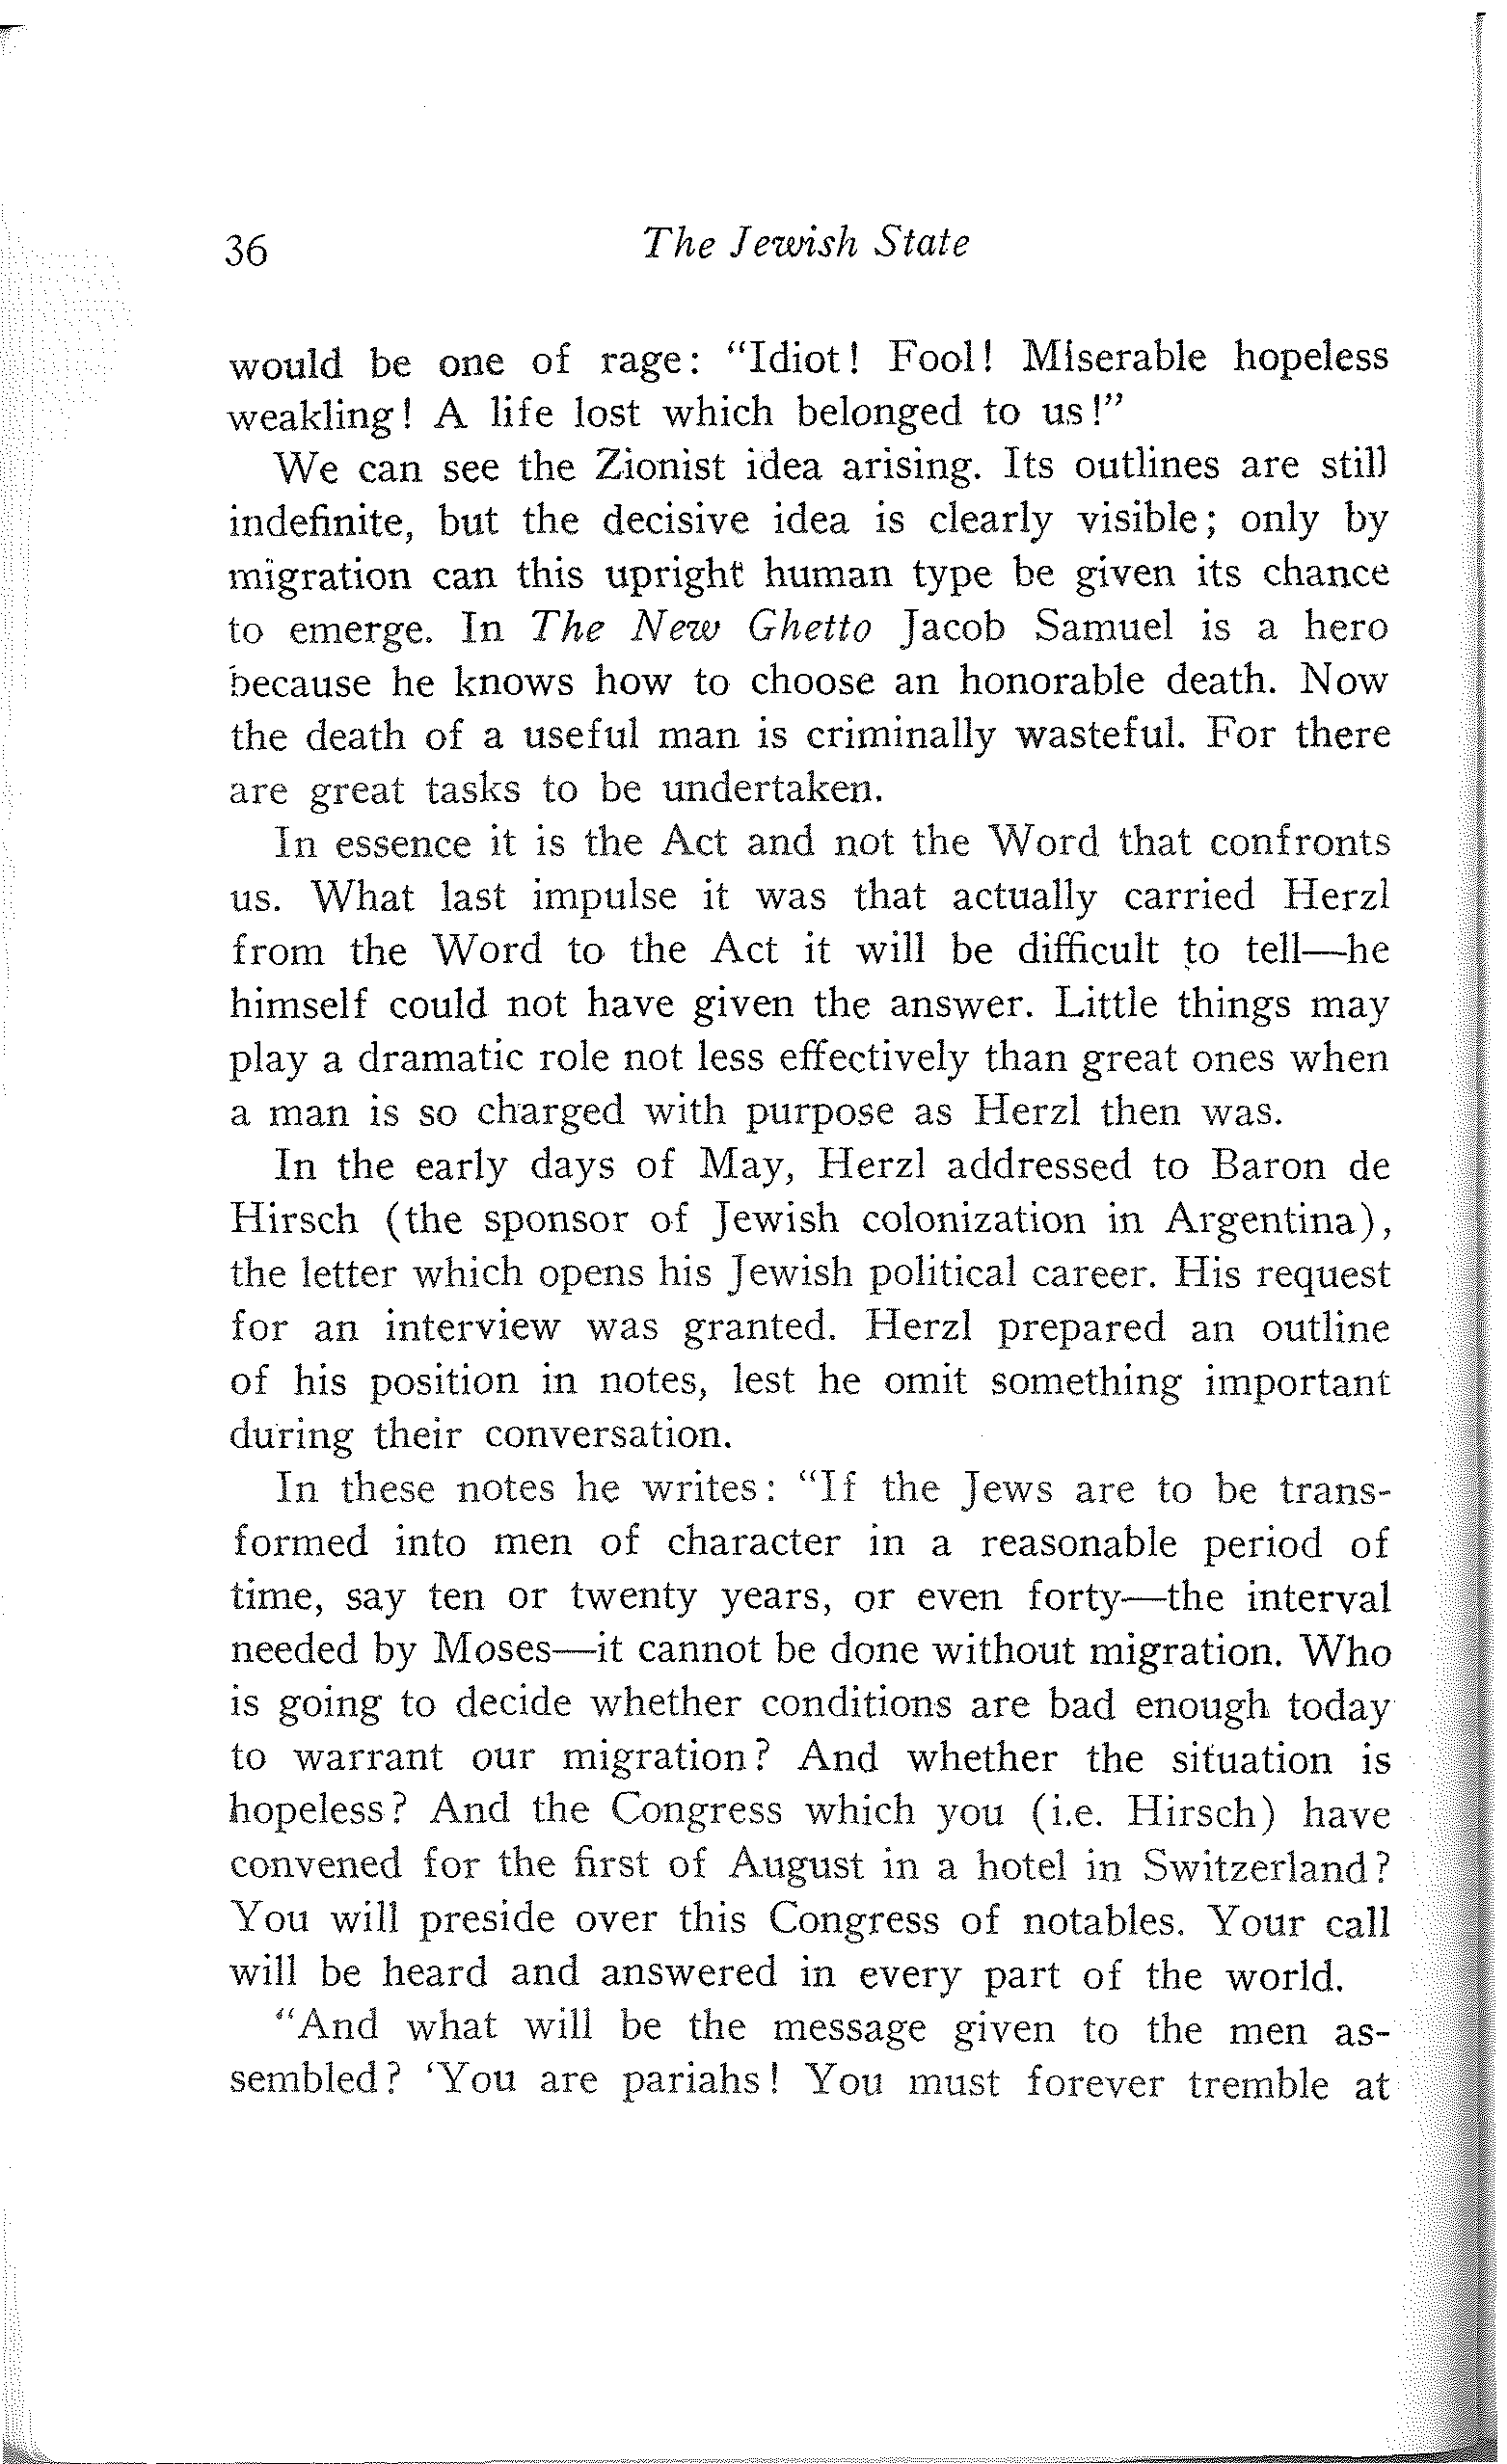 36 The Jewish State
would be one of rage: "Idiot! Fool! Miserable hopeless
weakling! A life lost which belonged to us!"
We can see the Zionist idea arising. Its outlines are still
indefinite, but the decisive idea is clearly visible; only by
migration can this upright human type be given its chance
to emerge. In The New Ghetto Jacob Samuel is a hero
because he knows how to choose an honorable death. Now
the death of a useful man is criminally wasteful. For there
are great tasks to be undertaken.
In essence it is the Act and not the Word that confronts
us. What last impulse it was that actually carried Herzl
from the Word to the Act it will be difficult to tell—he
himself could not have given the answer. Little things may
play a dramatic role not less effectively than great ones when
a man is so charged with purpose as Herzl then was.
In the early days of May, Herzl addressed to Baron de
Hirsch (the sponsor of Jewish colonization in Argentina),
the letter which opens his Jewish political career. His request
for an interview was granted. Herzl prepared an outline
of his position in notes, lest he omit something important
during their conversation.
In these notes he writes: "If the Jews are to be trans-
formed into men of character in a reasonable period of
time, say ten or twenty years, or even forty—the interval
needed by Moses—it cannot be done without migration. Who
is going to decide whether conditions are bad enough today
to warrant our migration? And whether the situation is
hopeless? And the Congress which you (i.e. Hirsch) have
convened for the first of August in a hotel in Switzerland?
You will preside over this Congress of notables. Your call
will be heard and answered in every part of the world.
"And what will be the message given to the men as-
sembled? 'You are pariahs! You must forever tremble at